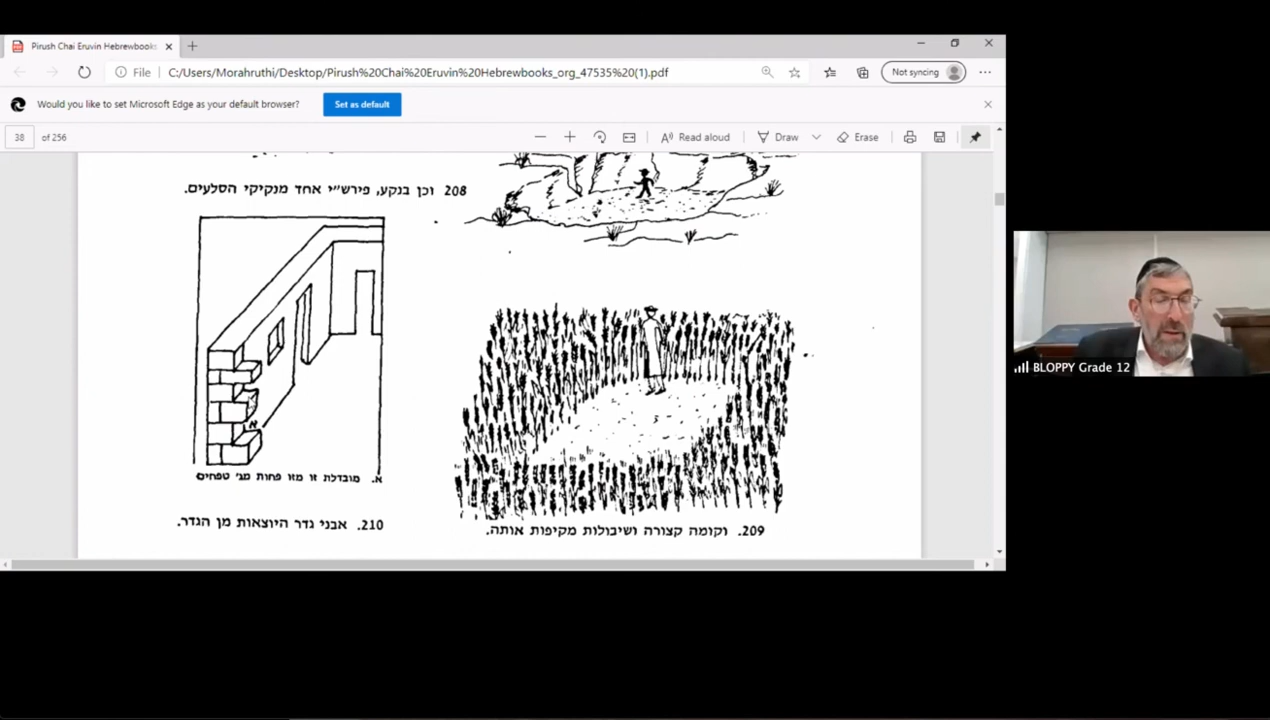 Pirush Chai Eruvin Hebrewbooks
File
C:/Users/Morahruthi/Desktop/Pirush%20Chai%20Eruvin%20Hebrewbooks_org_47535%20(1).pdf
Not syncing
Would you like to set Microsoft Edge as your default browser?
Set as default
38 of 256
Read aloud
Draw
Erase
208 וכן בנקע, פירש״י אחד מנקיקי הסלעים.
א
א. מובדלת זו מזו פחות מג׳ טפחים
210. אבני גדר היוצאות מן הגדר.
209. וקומה קצורה ושיבולות מקיפות אותה.
BLOPPY Grade 12